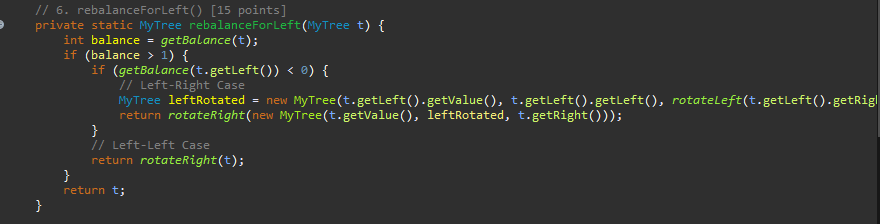 // 6. rebalanceForLeft() [15 points]
private static MyTree rebalanceForLeft(MyTree t) {
int balance = getBalance(t);
if (balance > 1) {
if (getBalance(t.getLeft()) < 0) {
// Left-Right Case
MyTree leftRotated = new MyTree(t.getLeft().getValue(), t.getLeft().getLeft(), rotateLeft(t.getLeft().getRigh
return rotateRight(new MyTree(t.getValue(), leftRotated, t.getRight()));
}
// Left-Left Case
return rotateRight(t);
}
return t;
}